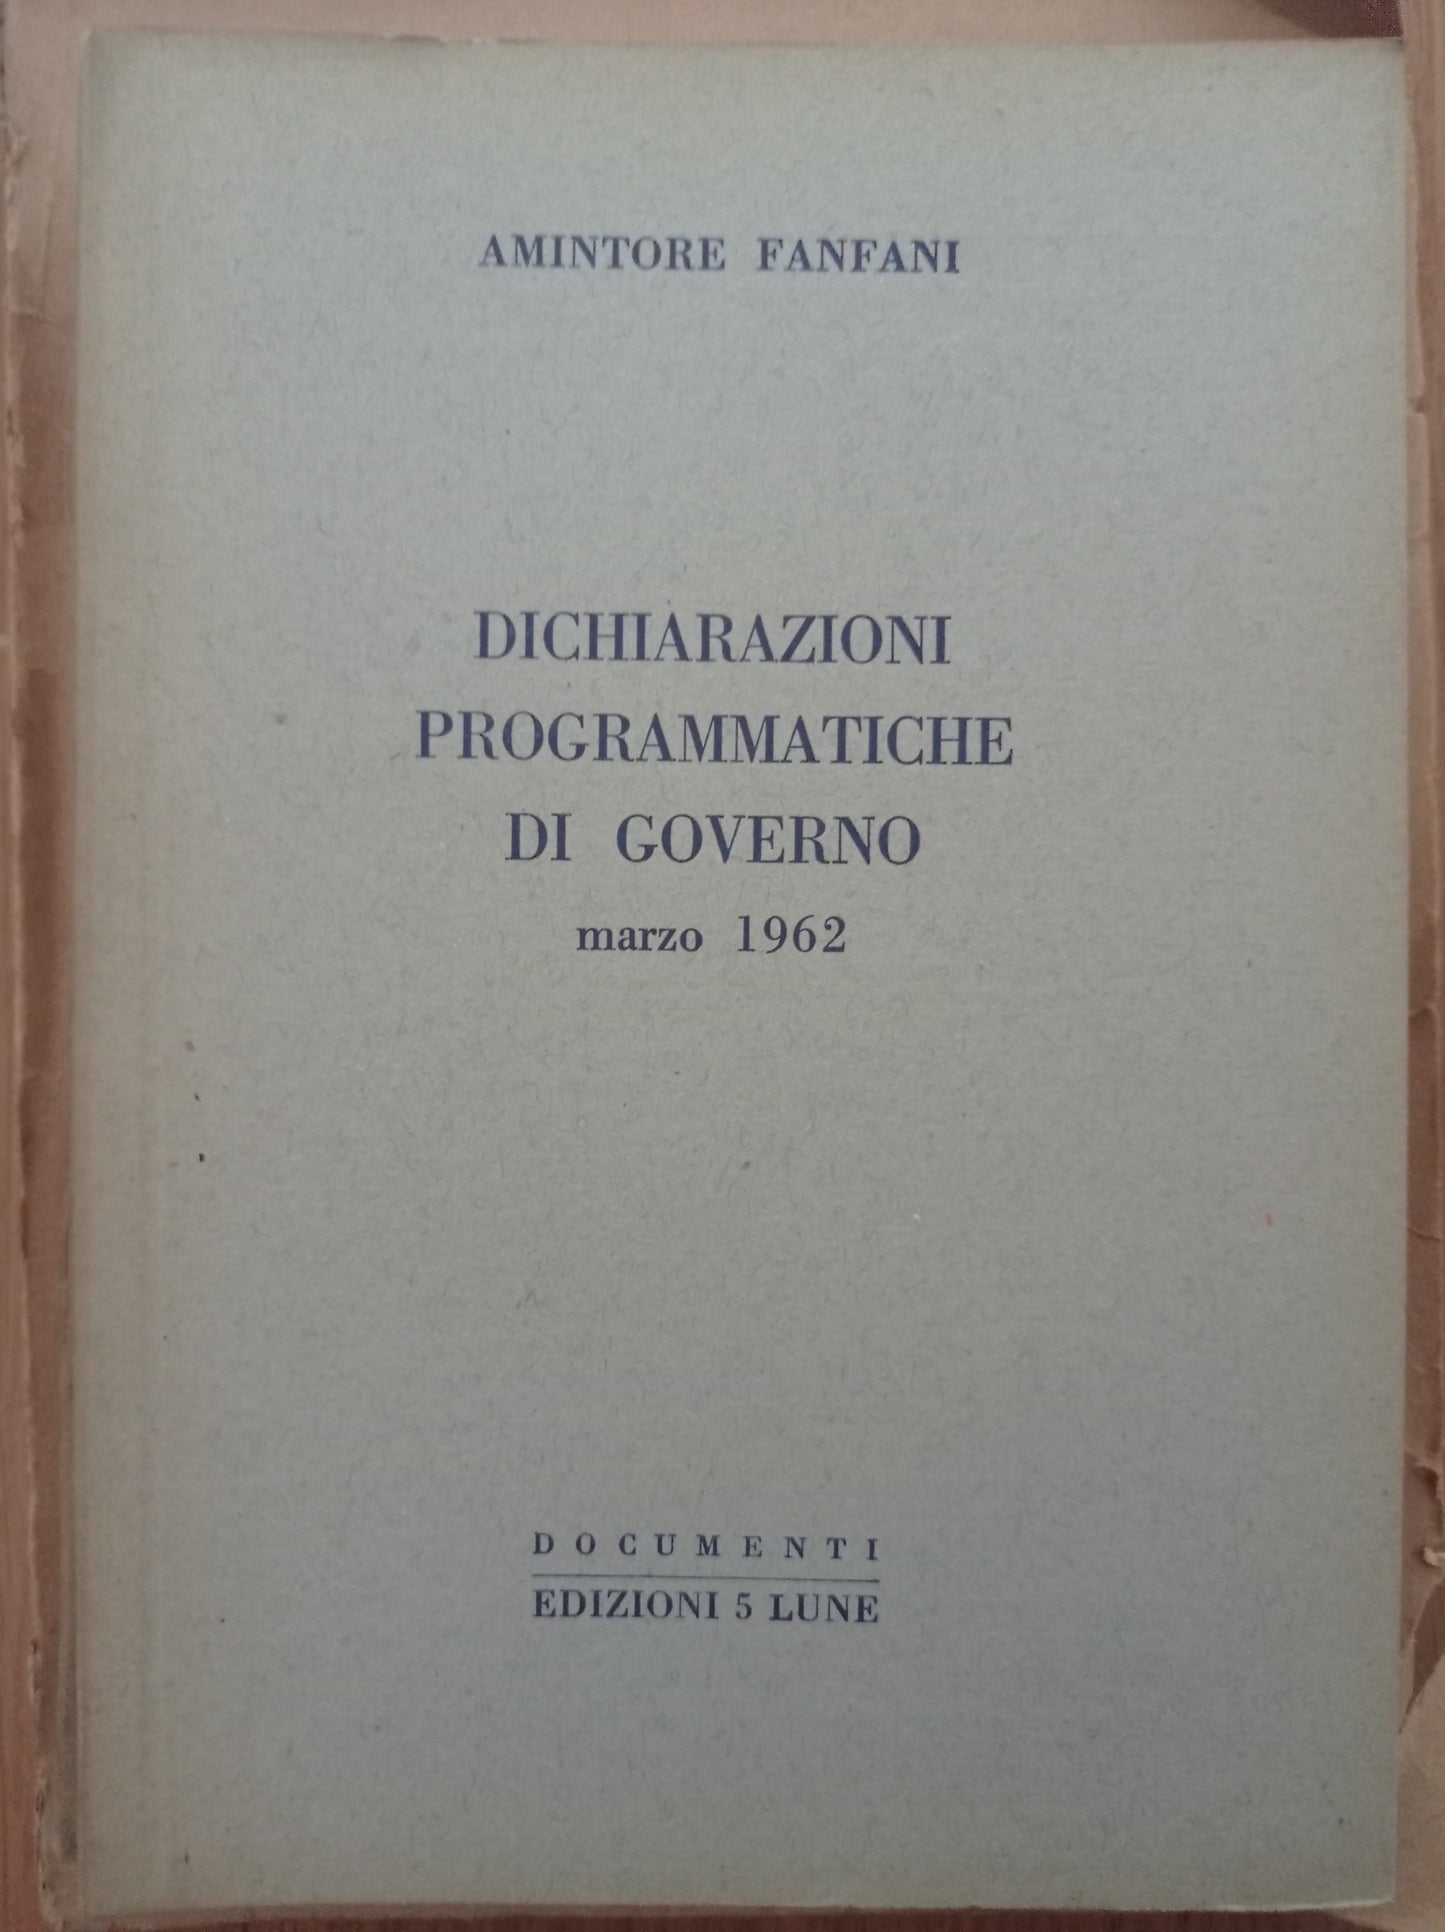 AMINTORE FANFANI
DICHIARAZIONI
PROGRAMMATICHE
DI GOVERNO
marzo 1962
DOCUMENTI
EDIZIONI 5 LUNE